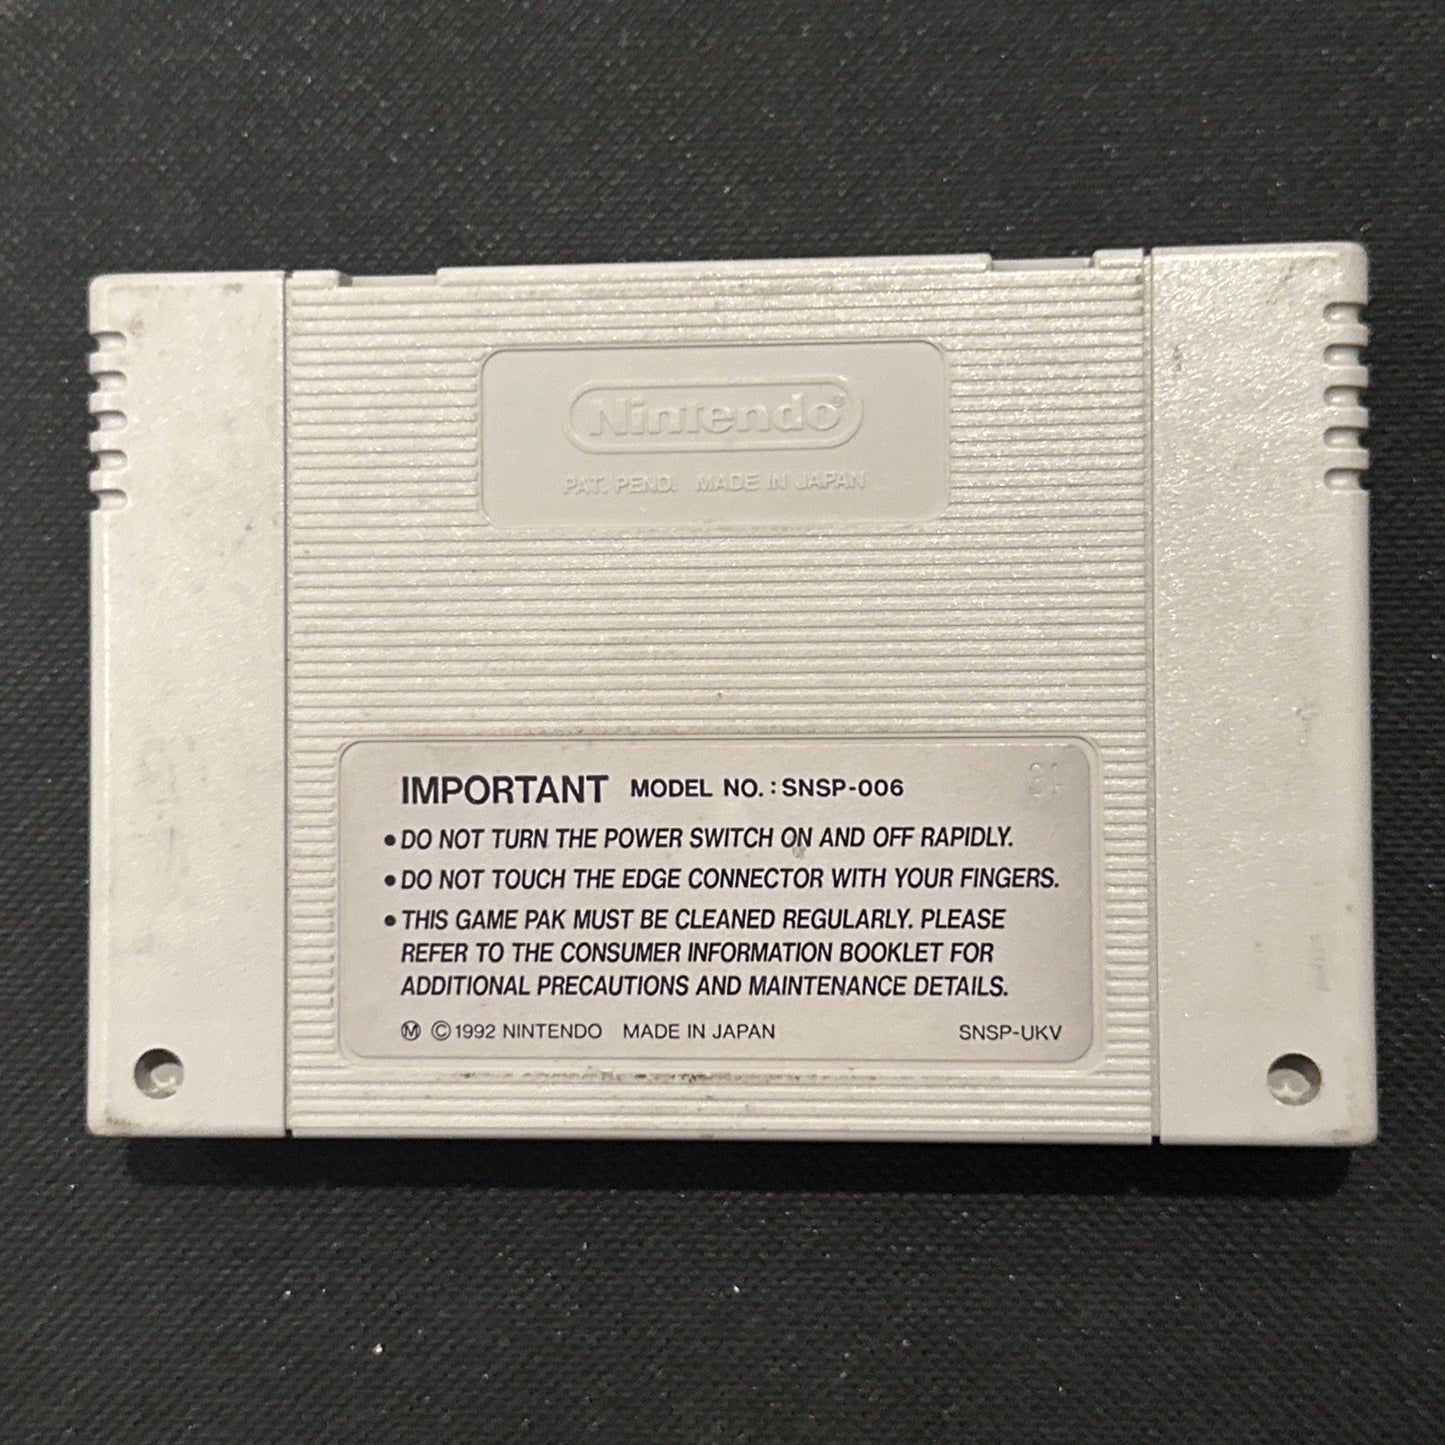 Nintendo®
PAT. PEND. MADE IN JAPAN
IMPORTANT MODEL NO.: SNSP-006
●DO NOT TURN THE POWER SWITCH ON AND OFF RAPIDLY.
●DO NOT TOUCH THE EDGE CONNECTOR WITH YOUR FINGERS.
●THIS GAME PAK MUST BE CLEANED REGULARLY. PLEASE
REFER TO THE CONSUMER INFORMATION BOOKLET FOR
ADDITIONAL PRECAUTIONS AND MAINTENANCE DETAILS.
Ⓜ ©1992 NINTENDO MADE IN JAPAN SNSP-UKV